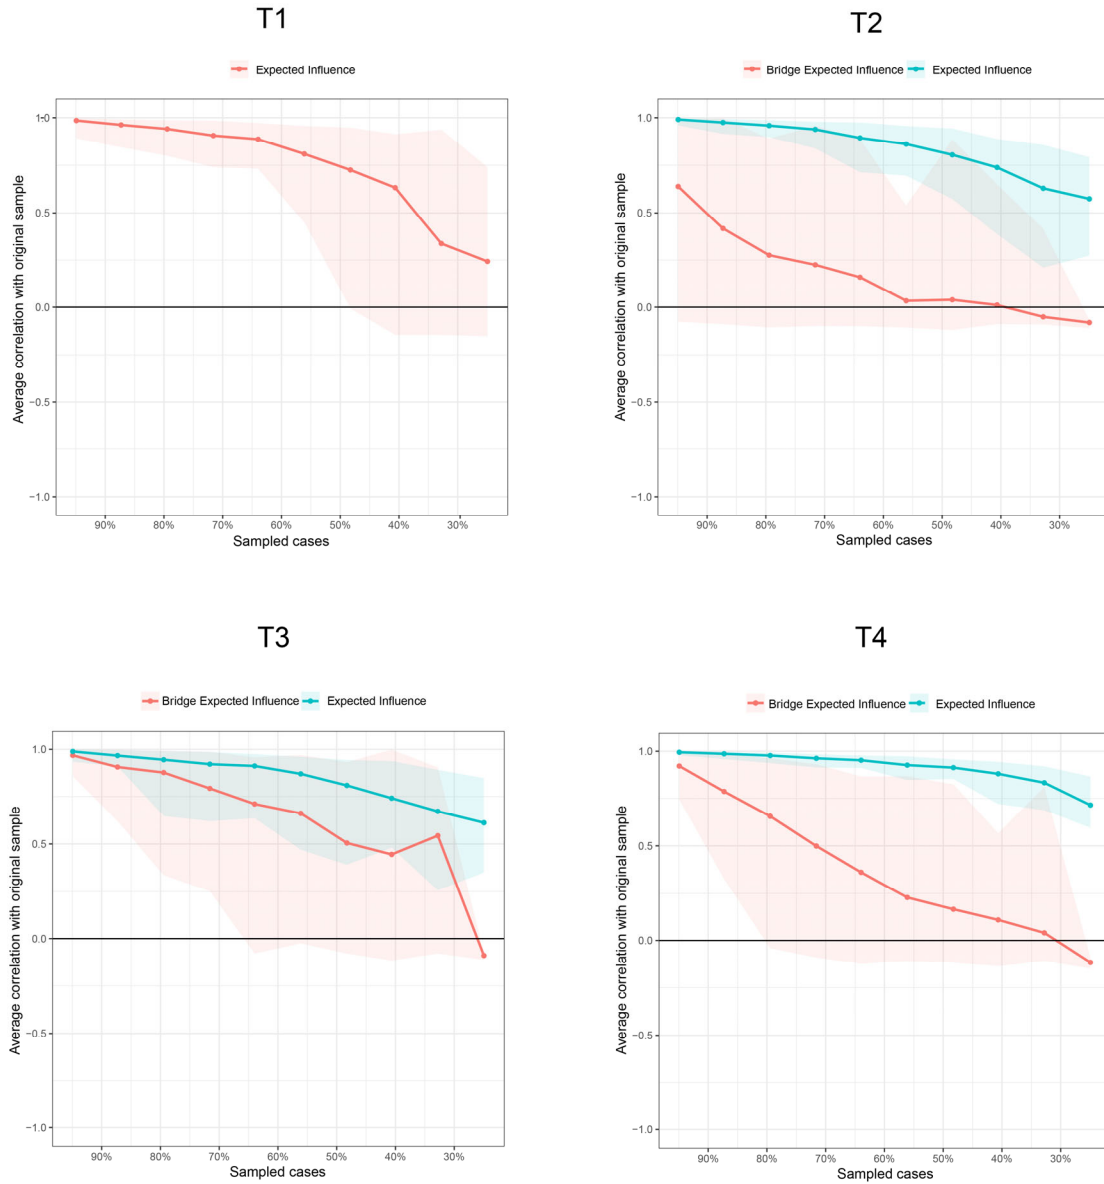 T1
Expected Influence
Average correlation with original sample
1.0
0.5
0.0
−0.5
−1.0
90% 80% 70% 60% 50% 40% 30%
Sampled cases
T2
Bridge Expected Influence Expected Influence
Average correlation with original sample
1.0
0.5
0.0
−0.5
−1.0
90% 80% 70% 60% 50% 40% 30%
Sampled cases
T3
Bridge Expected Influence Expected Influence
Average correlation with original sample
1.0
0.5
0.0
−0.5
−1.0
90% 80% 70% 60% 50% 40% 30%
Sampled cases
T4
Bridge Expected Influence Expected Influence
Average correlation with original sample
1.0
0.5
0.0
−0.5
−1.0
90% 80% 70% 60% 50% 40% 30%
Sampled cases